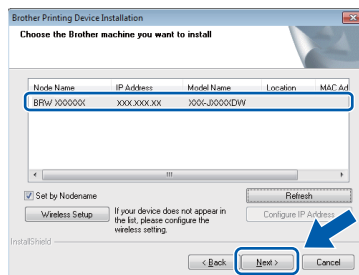 Brother Printing Device Installation
Choose the Brother machine you want to install
Node Name IP Address Model Name Location MAC Ad
BRW XXXXXX XXX.XXX.XX XXX-JXXXXDW
Set by Nodename
Refresh
Wireless Setup
If your device does not appear in
the list, please configure the
wireless setting.
Configure IP Address
InstallShield
< Back
Next >
Cancel